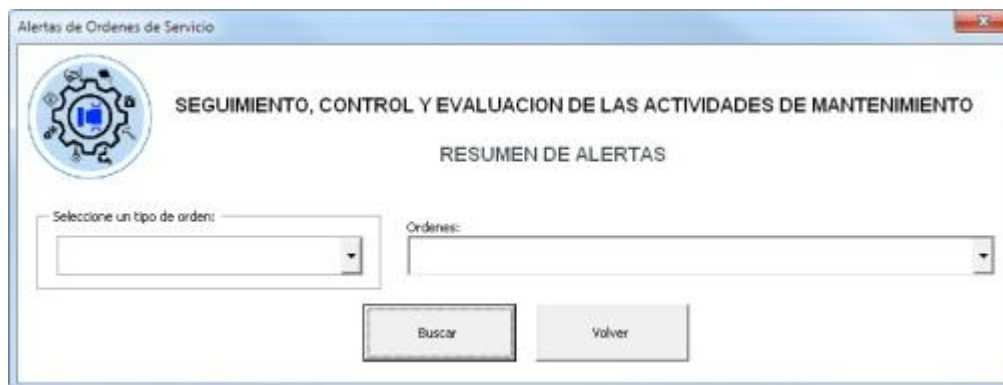 Alertas de Ordenes de Servicio
SEGUIMIENTO, CONTROL Y EVALUACION DE LAS ACTIVIDADES DE MANTENIMIENTO
RESUMEN DE ALERTAS
Seleccione un tipo de orden:
Ordenes:
Buscar
Volver